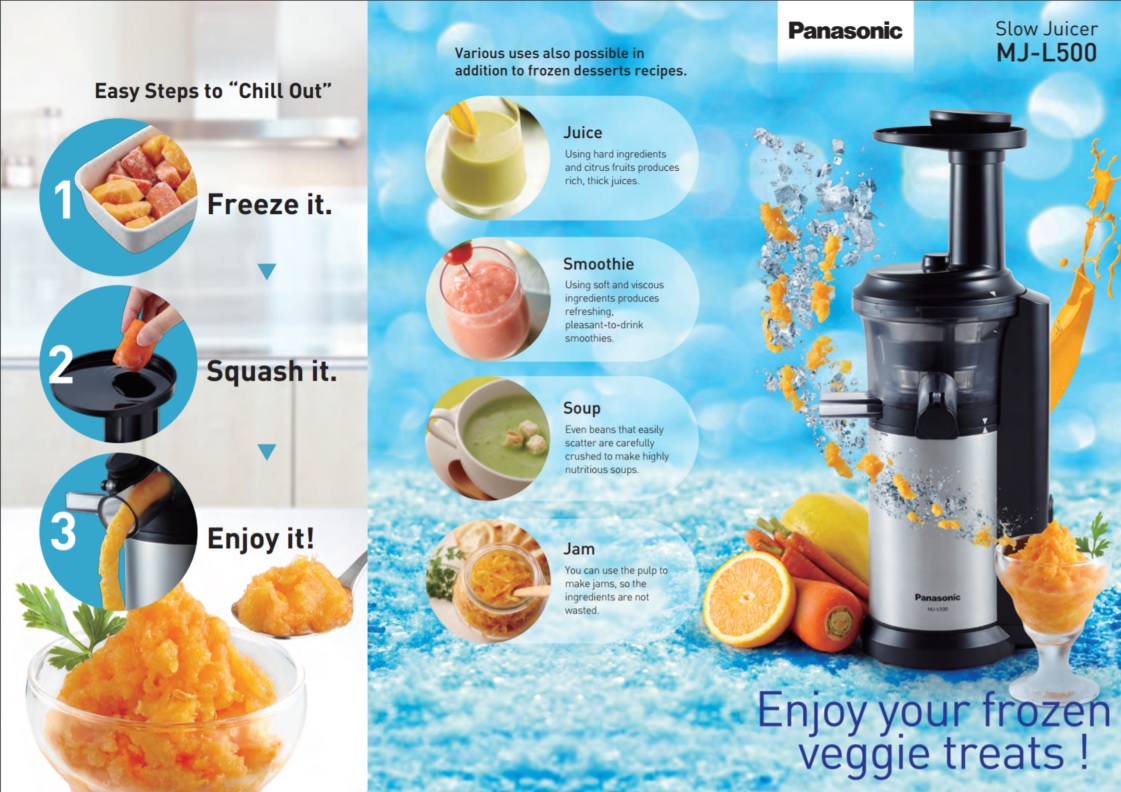 Easy Steps to “Chill Out”
1
Freeze it.
2
Squash it.
3
Enjoy it!
Various uses also possible in
addition to frozen desserts recipes.
Juice
Using hard ingredients
and citrus fruits produces
rich, thick juices.
Smoothie
Using soft and viscous
ingredients produces
refreshing,
pleasant-to-drink
smoothies.
Soup
Even beans that easily
scatter are carefully
crushed to make highly
nutritious soups.
Jam
You can use the pulp to
make jams, so the
ingredients are not
wasted.
Panasonic
Slow Juicer
MJ-L500
Panasonic
MJ-L500
Enjoy your frozen
veggie treats !